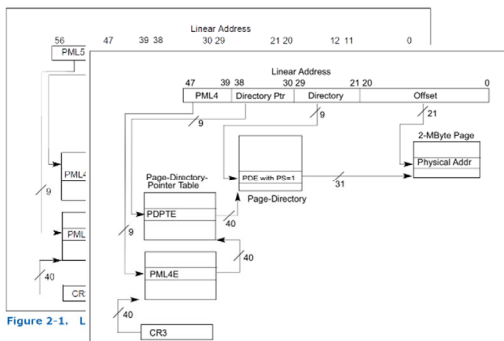 Linear Address
56 47 39 38 30 29 21 20 12 11 0
PML5
PML4
9
PML
40
CR
Figure 2-1. L
Linear Address
47 39 38 30 29 21 20 0
PML4 Directory Ptr Directory Offset
9
9
21
2-MByte Page
Physical Addr
PDE with PS=1
31
Page-Directory
Page-Directory-
Pointer Table
PDPTE
40
9
PML4E
40
40
CR3